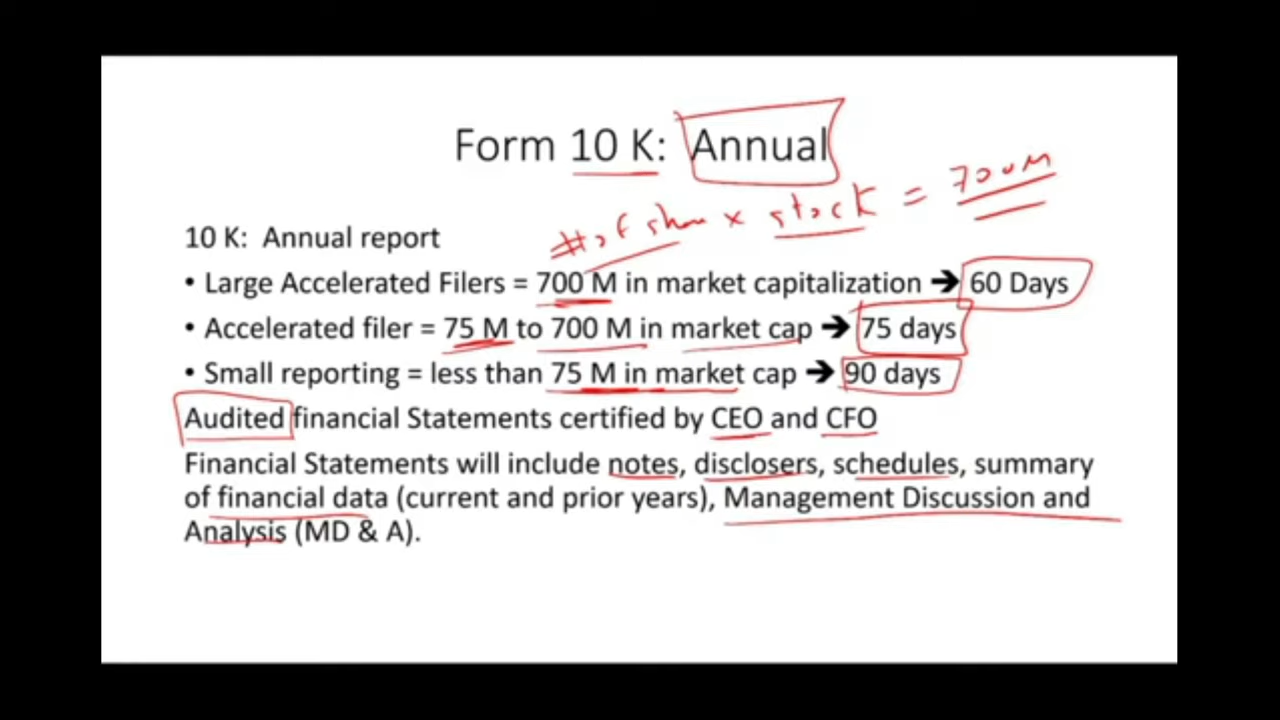 Form 10 K: Annual
# of share x stock = 700M
10 K: Annual report
• Large Accelerated Filers = 700 M in market capitalization ➔ 60 Days
• Accelerated filer = 75 M to 700 M in market cap ➔ 75 days
• Small reporting = less than 75 M in market cap ➔ 90 days
Audited financial Statements certified by CEO and CFO
Financial Statements will include notes, disclosers, schedules, summary
of financial data (current and prior years), Management Discussion and
Analysis (MD & A).